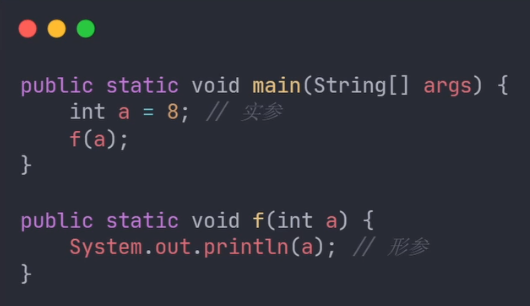 public static void main(String[] args) {
    int a = 8; // 实参
    f(a);
}

public static void f(int a) {
    System.out.println(a); // 形参
}